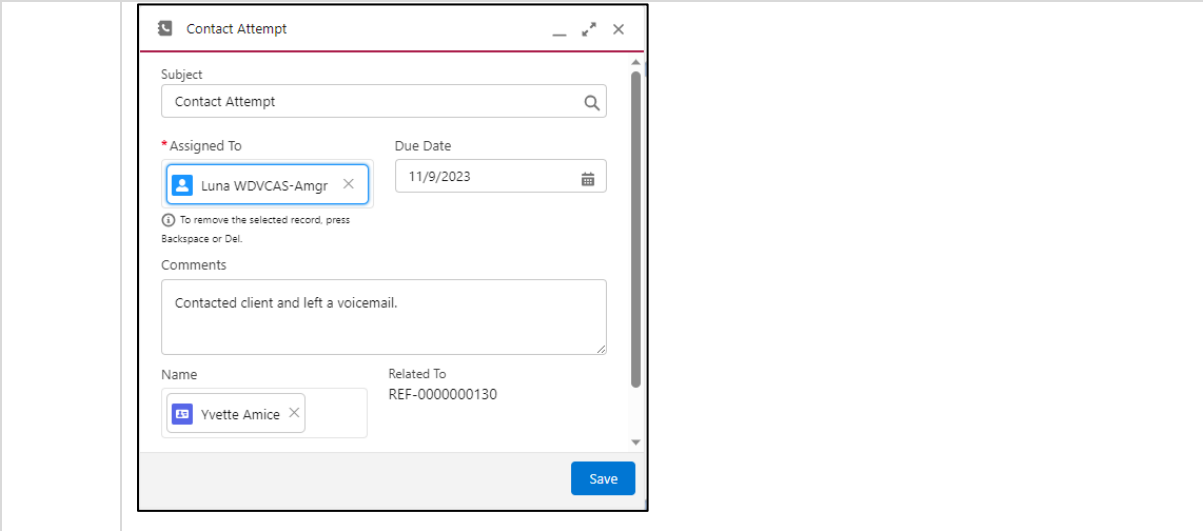 Contact Attempt
Subject
Contact Attempt
*Assigned To
Due Date
Luna WDVCAS-Amgr
11/9/2023
To remove the selected record, press
Backspace or Del.
Comments
Contacted client and left a voicemail.
Name
Related To
REF-0000000130
Yvette Amice
Save